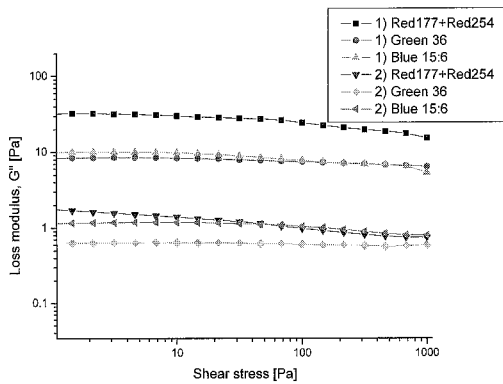 1) Red177+Red254
1) Green 36
1) Blue 15:6
2) Red177+Red254
2) Green 36
2) Blue 15:6
Loss modulus, G'' [Pa]
100
10
1
0.1
10
100
1000
Shear stress [Pa]